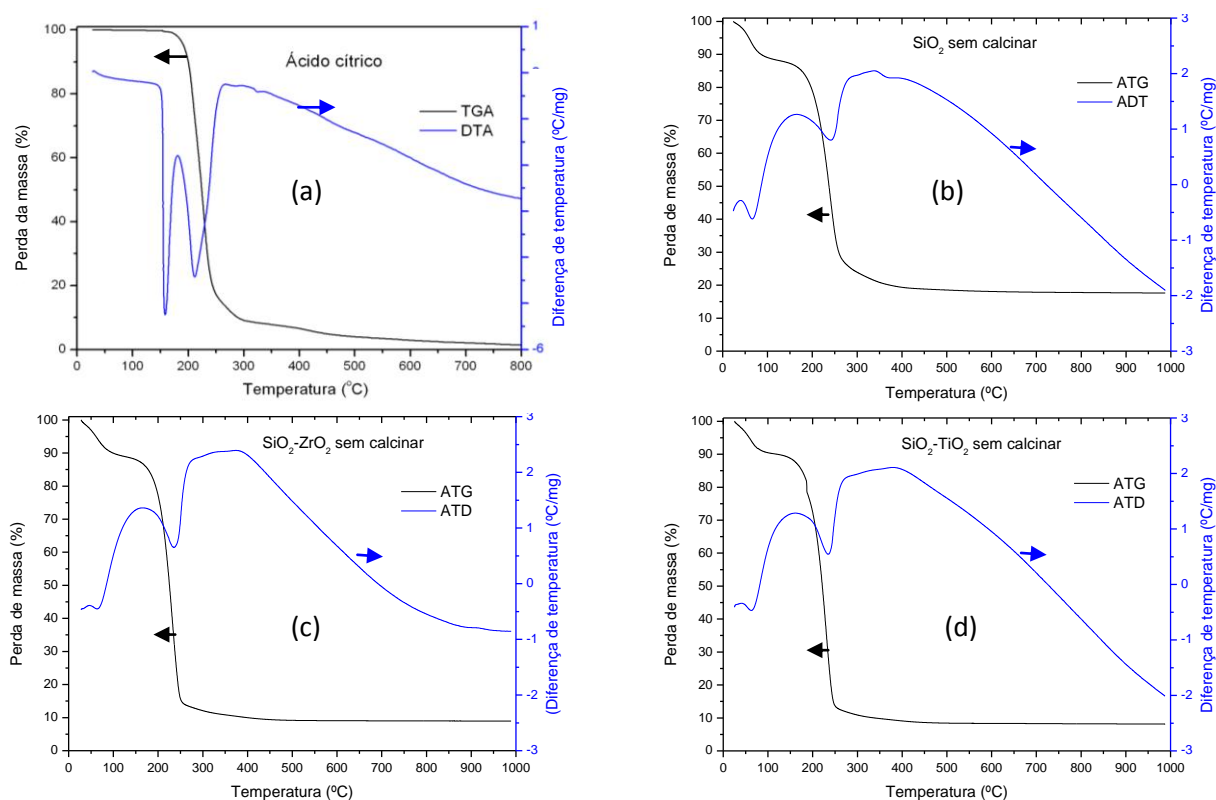 Ácido cítrico
TGA
DTA
(a)
Perda da massa (%)
100
80
60
40
20
0
0 100 200 300 400 500 600 700 800
Temperatura (°C)
1
-6
Diferença de temperatura (ºC/mg)
SiO2 sem calcinar
ATG
ADT
(b)
Perda de massa (%)
100
90
80
70
60
50
40
30
20
10
0
0 100 200 300 400 500 600 700 800 900 1000
Temperatura (ºC)
3
2
1
0
-1
-2
-3
Diferença de temperatura (ºC/mg)
SiO2-ZrO2 sem calcinar
ATG
ATD
(c)
Perda de massa (%)
100
90
80
70
60
50
40
30
20
10
0
0 100 200 300 400 500 600 700 800 900 1000
Temperatura (ºC)
3
2
1
0
-1
-2
-3
(Diferença de temperatura (ºC/mg)
SiO2-TiO2 sem calcinar
ATG
ATD
(d)
Perda de massa (%)
100
90
80
70
60
50
40
30
20
10
0
0 100 200 300 400 500 600 700 800 900 1000
Temperatura (ºC)
3
2
1
0
-1
-2
-3
Diferença de temperatura (ºC/mg)